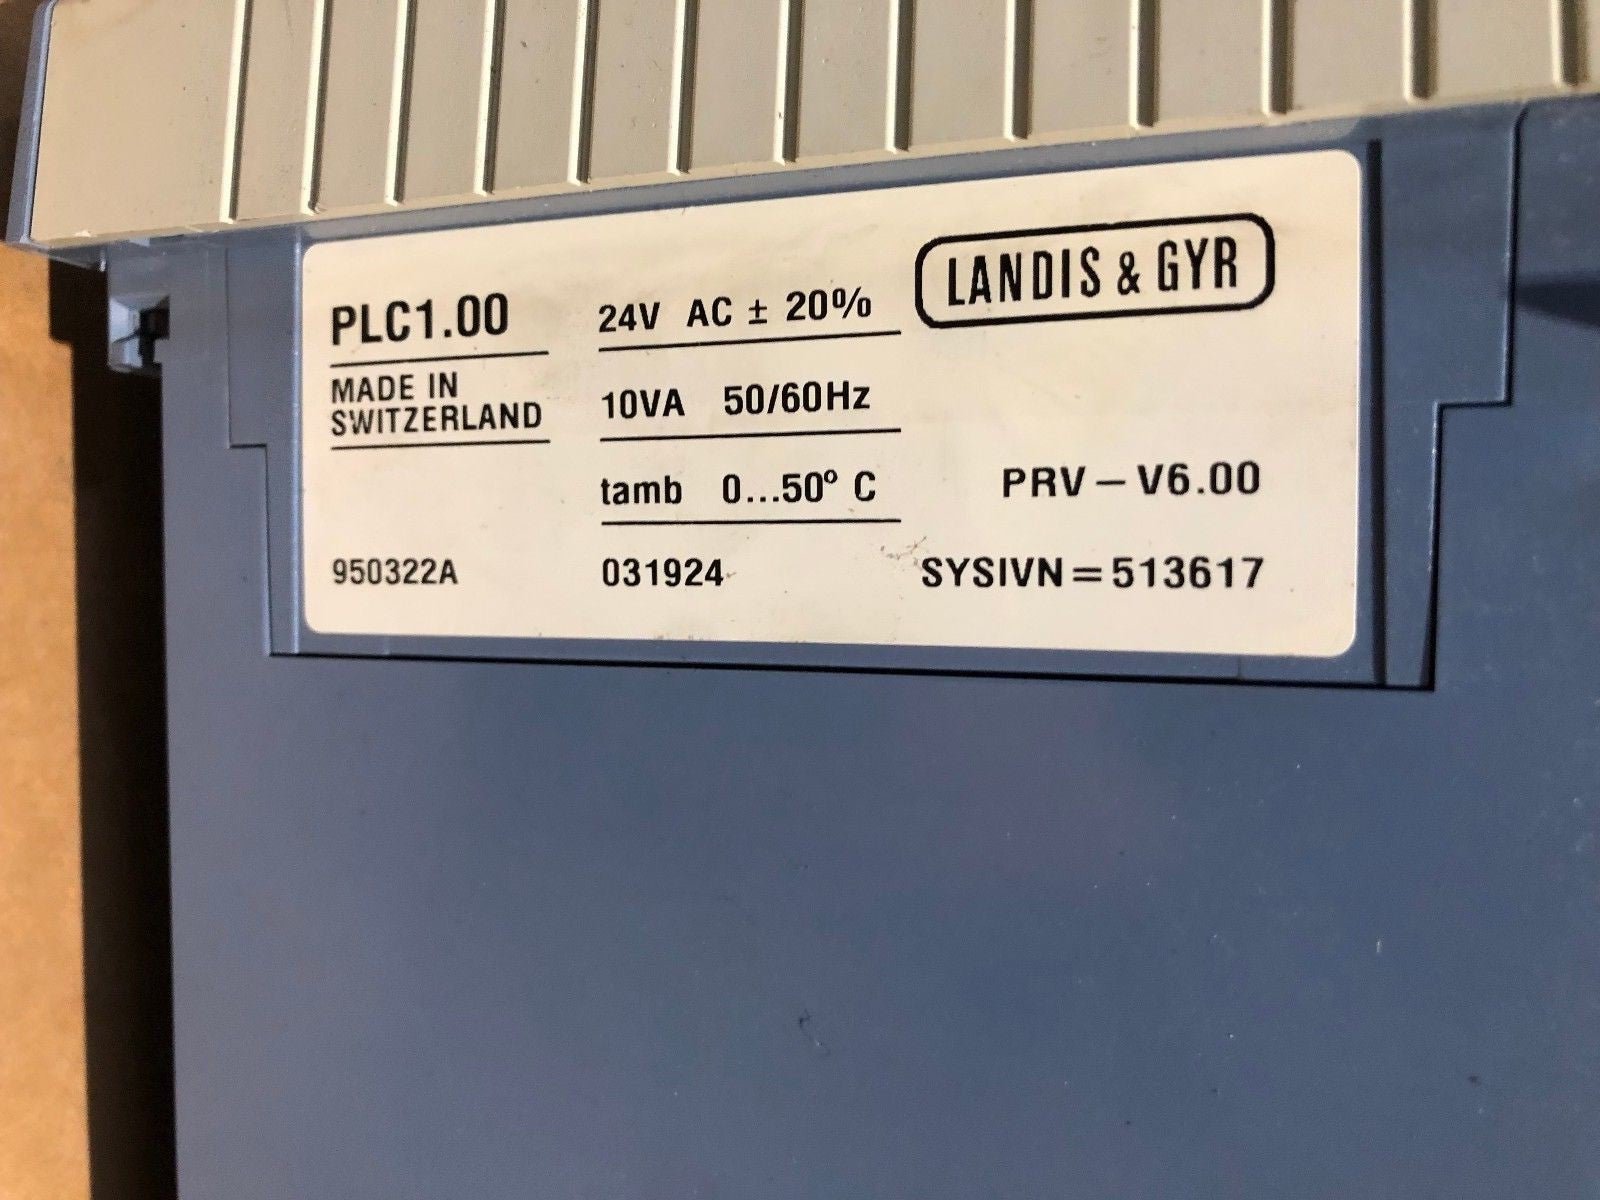 PLC1.00
MADE IN
SWITZERLAND
950322A
24V AC ± 20%
10VA 50/60Hz
tamb 0...50º C
031924
LANDIS & GYR
PRV – V6.00
SYSIVN = 513617